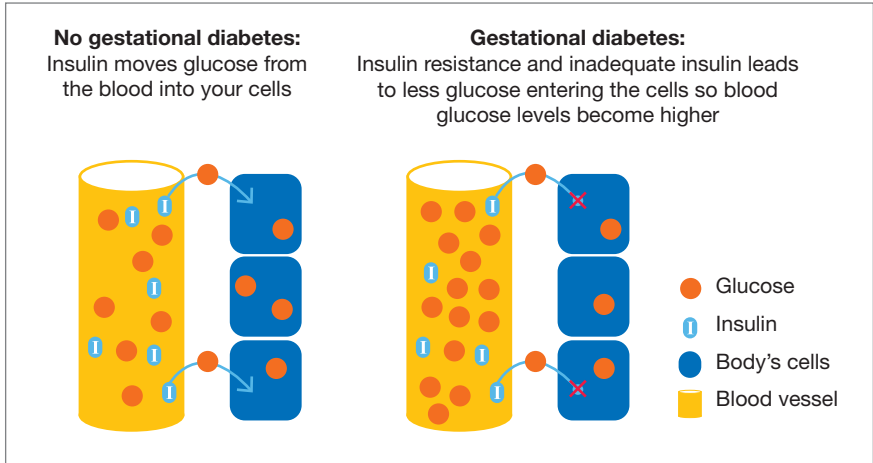 No gestational diabetes:
Insulin moves glucose from
the blood into your cells
Gestational diabetes:
Insulin resistance and inadequate insulin leads
to less glucose entering the cells so blood
glucose levels become higher
I
I
I
I
I
I
I
I
I
I
I
Glucose
I Insulin
Body's cells
Blood vessel